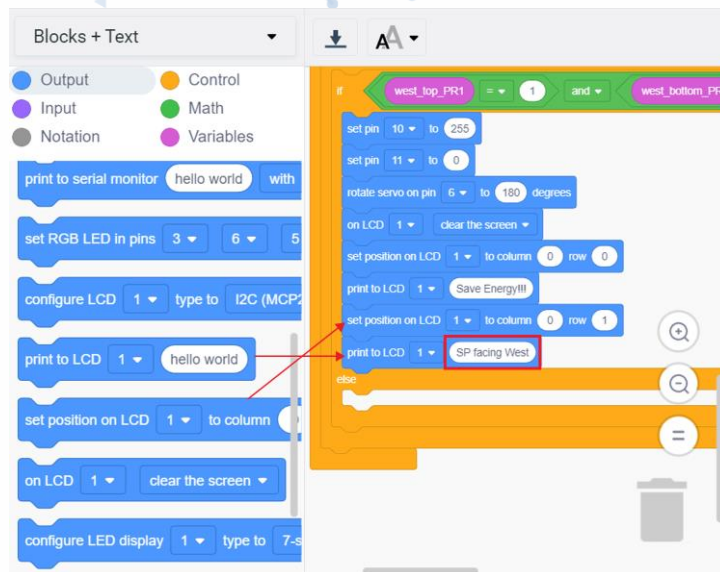 Blocks + Text
Output Control
Input Math
Notation Variables
print to serial monitor hello world with
set RGB LED in pins 3 6 5
configure LCD 1 type to I2C (MCP2
print to LCD 1 hello world
set position on LCD 1 to column
on LCD 1 clear the screen
configure LED display 1 type to 7-s
AA
if west_top_PR1 = 1 and west_bottom_PR
set pin 10 to 255
set pin 11 to 0
rotate servo on pin 6 to 180 degrees
on LCD 1 clear the screen
set position on LCD 1 to column 0 row 0
print to LCD 1 Save Energy!!!
set position on LCD 1 to column 0 row 1
print to LCD 1 SP facing West
else